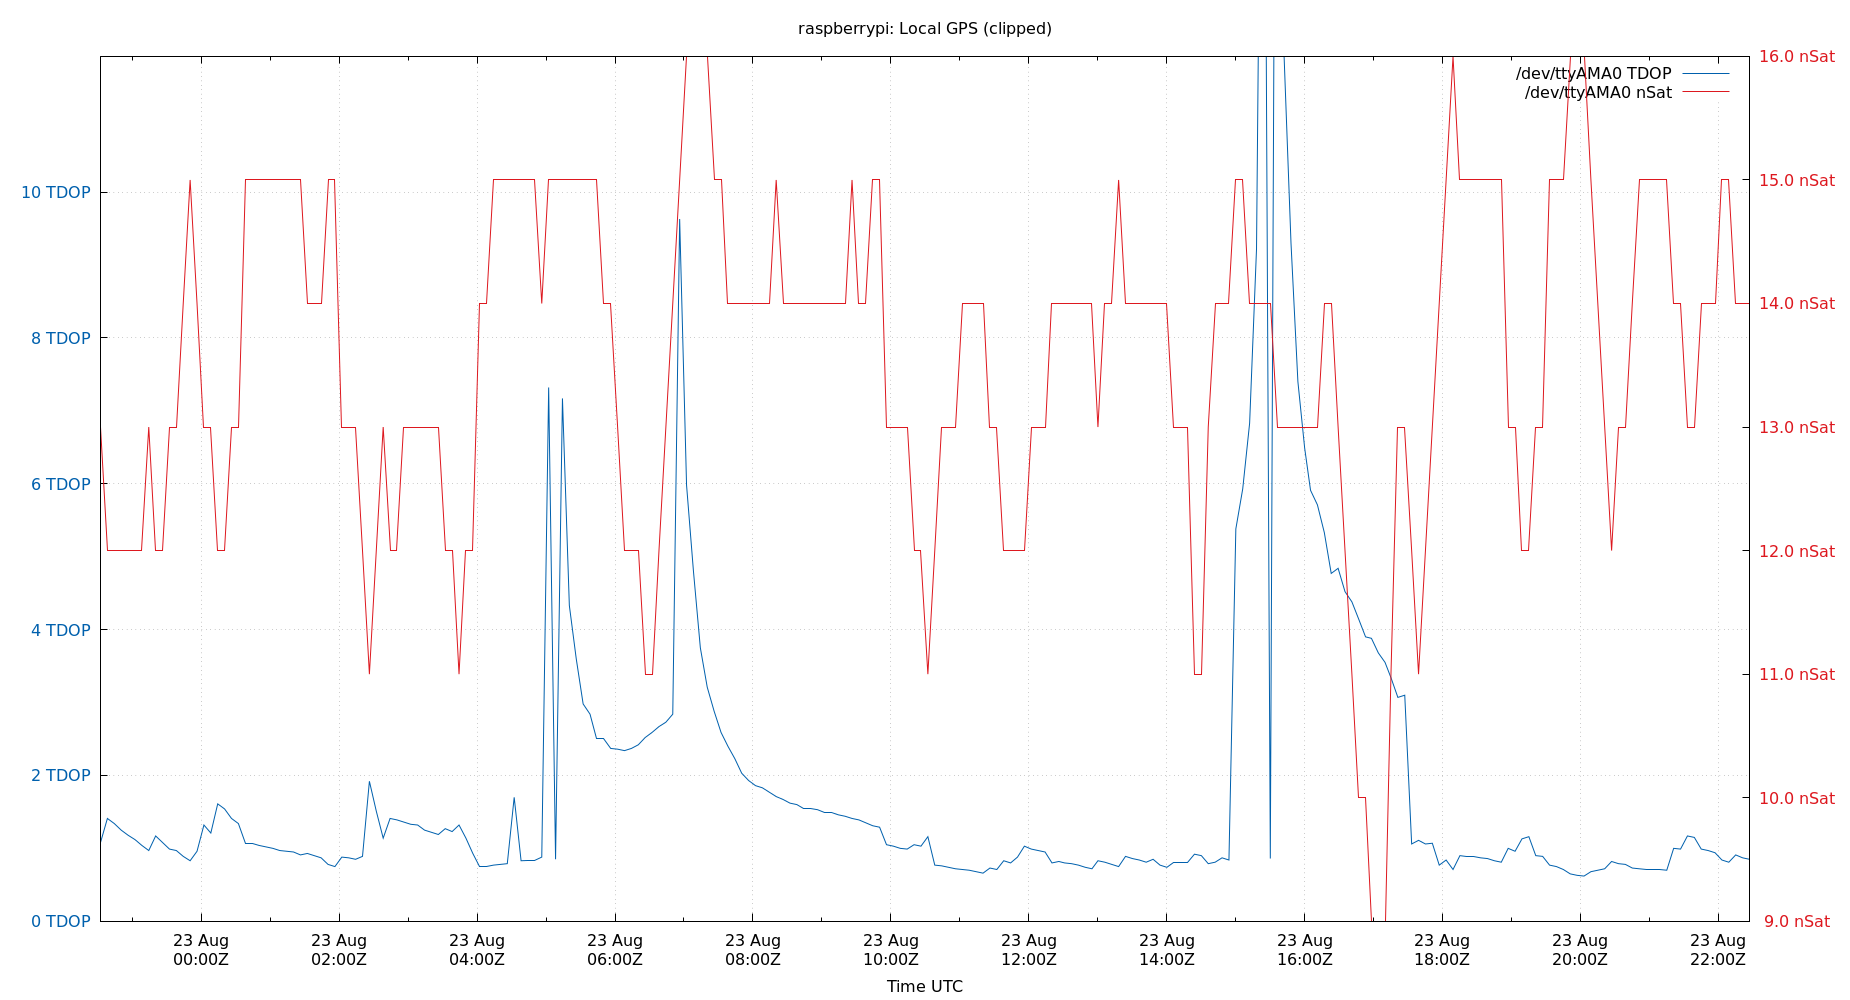 raspberrypi: Local GPS (clipped)
/dev/ttyAMA0 TDOP
/dev/ttyAMA0 nSat
10 TDOP
8 TDOP
6 TDOP
4 TDOP
2 TDOP
0 TDOP
16.0 nSat
15.0 nSat
14.0 nSat
13.0 nSat
12.0 nSat
11.0 nSat
10.0 nSat
9.0 nSat
23 Aug 23 Aug 23 Aug 23 Aug 23 Aug 23 Aug 23 Aug 23 Aug 23 Aug 23 Aug 23 Aug 23 Aug
00:00Z 02:00Z 04:00Z 06:00Z 08:00Z 10:00Z 12:00Z 14:00Z 16:00Z 18:00Z 20:00Z 22:00Z
Time UTC